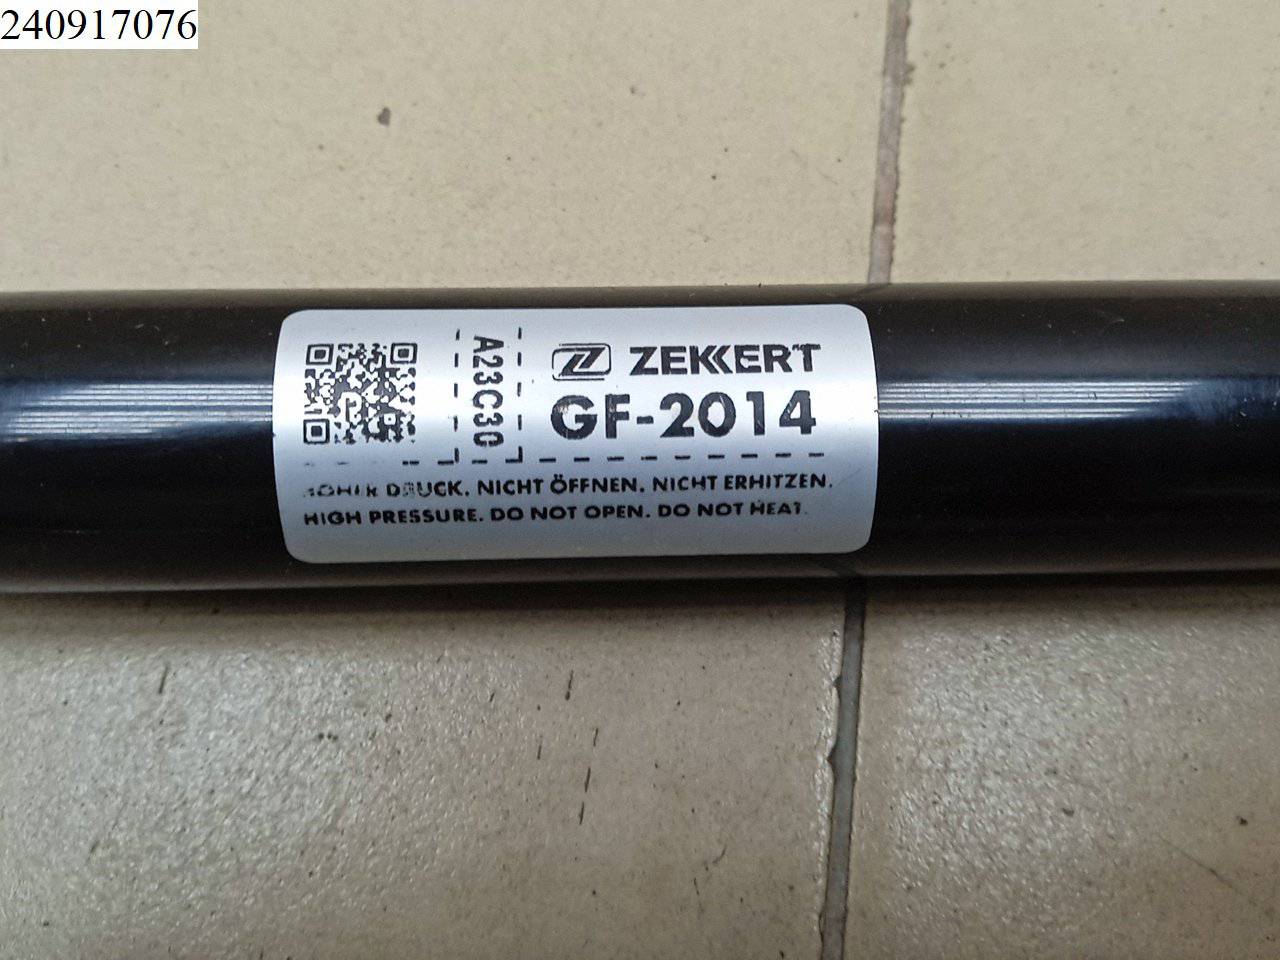 240917076
A23C30
ZEKKERT
GF-2014
DRUCK. NICHT ÖFFNEN. NICHT ERHITZEN.
HIGH PRESSURE. DO NOT OPEN. DO NOT HEAT.